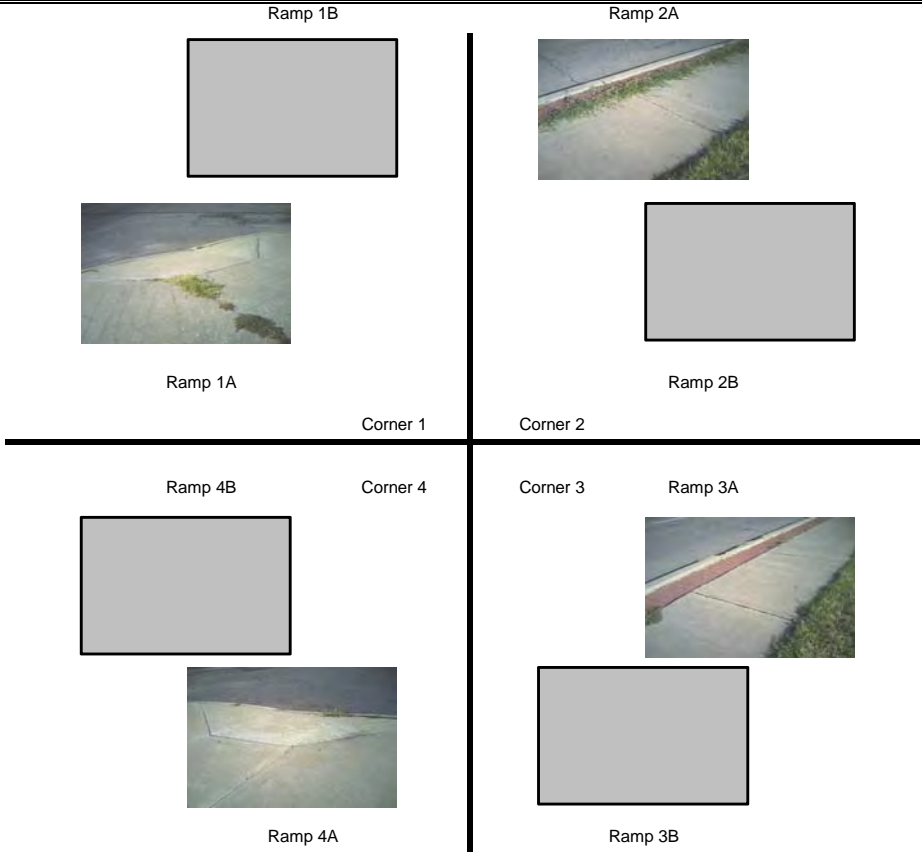 Ramp 1B
Ramp 2A
Ramp 1A
Ramp 2B
Corner 1
Corner 2
Ramp 4B
Corner 4
Corner 3
Ramp 3A
Ramp 4A
Ramp 3B